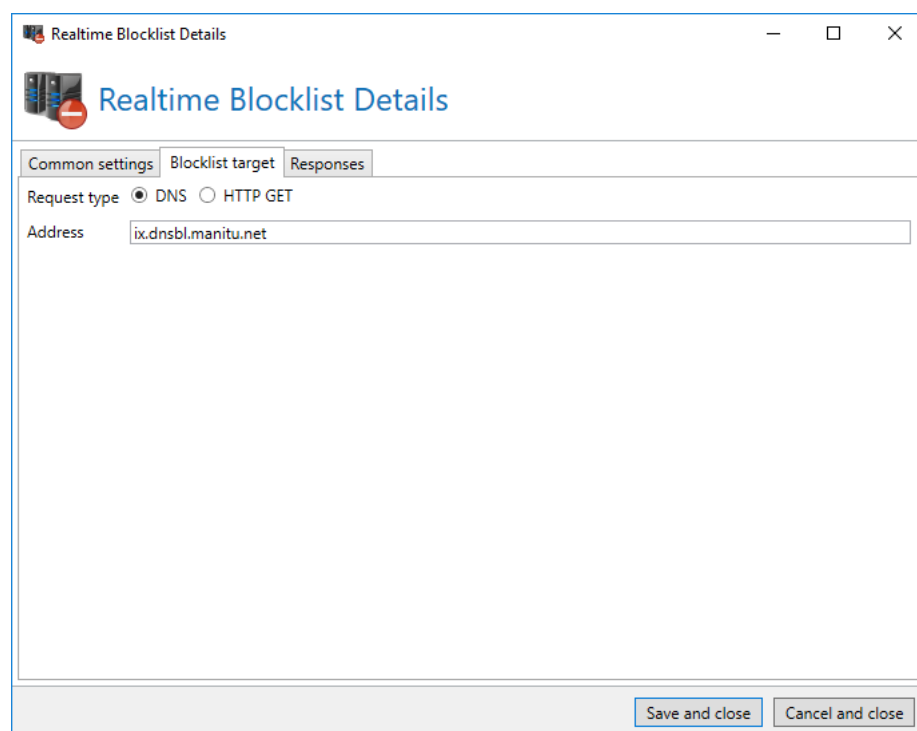 Realtime Blocklist Details
Realtime Blocklist Details
Common settings Blocklist target Responses
Request type DNS HTTP GET
Address ix.dnsbl.manitu.net
Save and close Cancel and close